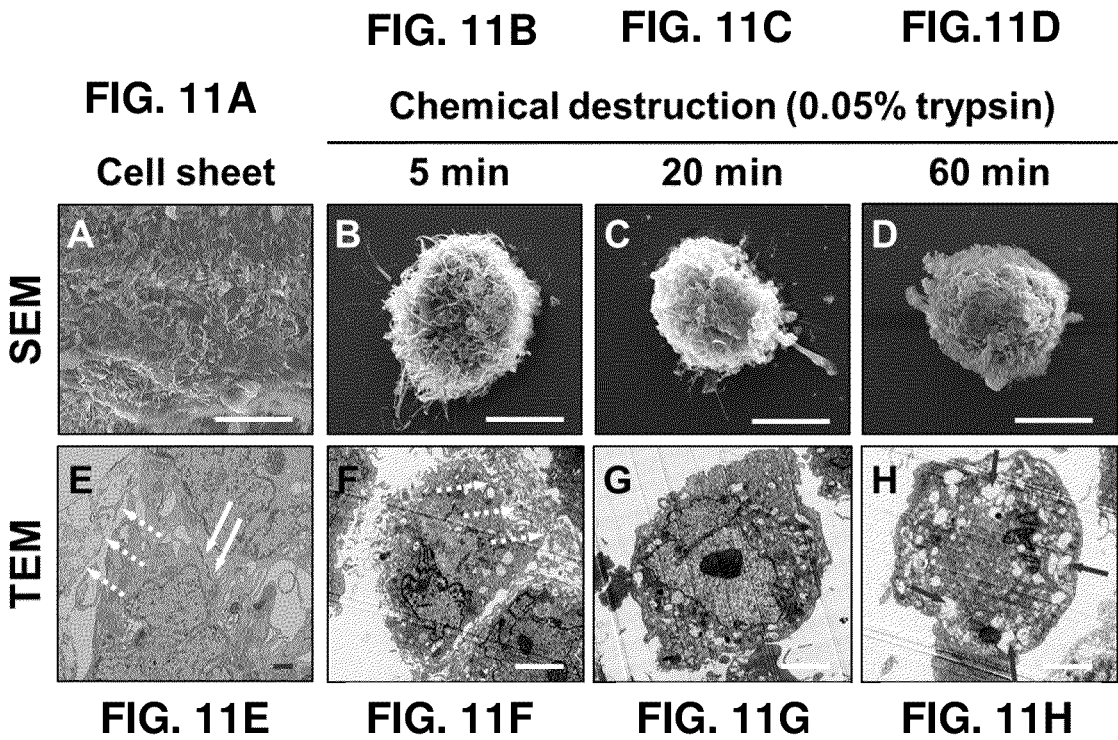 FIG. 11B FIG. 11C FIG.11D
FIG. 11A
Chemical destruction (0.05% trypsin)
Cell sheet 5 min 20 min 60 min
SEM
A B C D
TEM
E F G H
FIG. 11E FIG. 11F FIG. 11G FIG. 11H